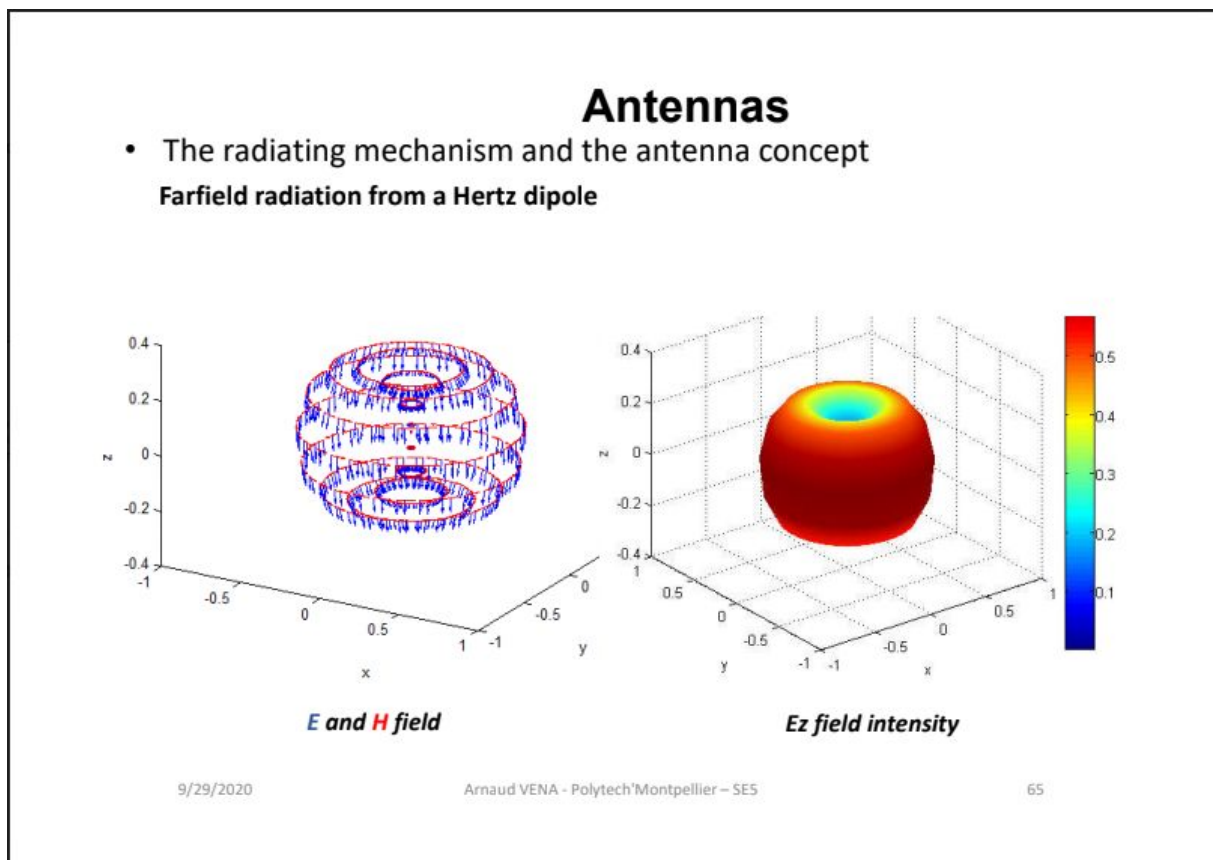 Antennas
• The radiating mechanism and the antenna concept
Farfield radiation from a Hertz dipole
0.4
0.2
0
-0.2
-0.4
z
-1
-0.5
0
0.5
1
x
-1
-0.5
0
y
0.4
0.2
0
-0.2
-0.4
z
1
0.5
0
-0.5
-1
y
-1
-0.5
0
0.5
1
x
0.5
0.4
0.3
0.2
0.1
E and H field
Ez field intensity
9/29/2020
Arnaud VENA - Polytech'Montpellier – SE5
65